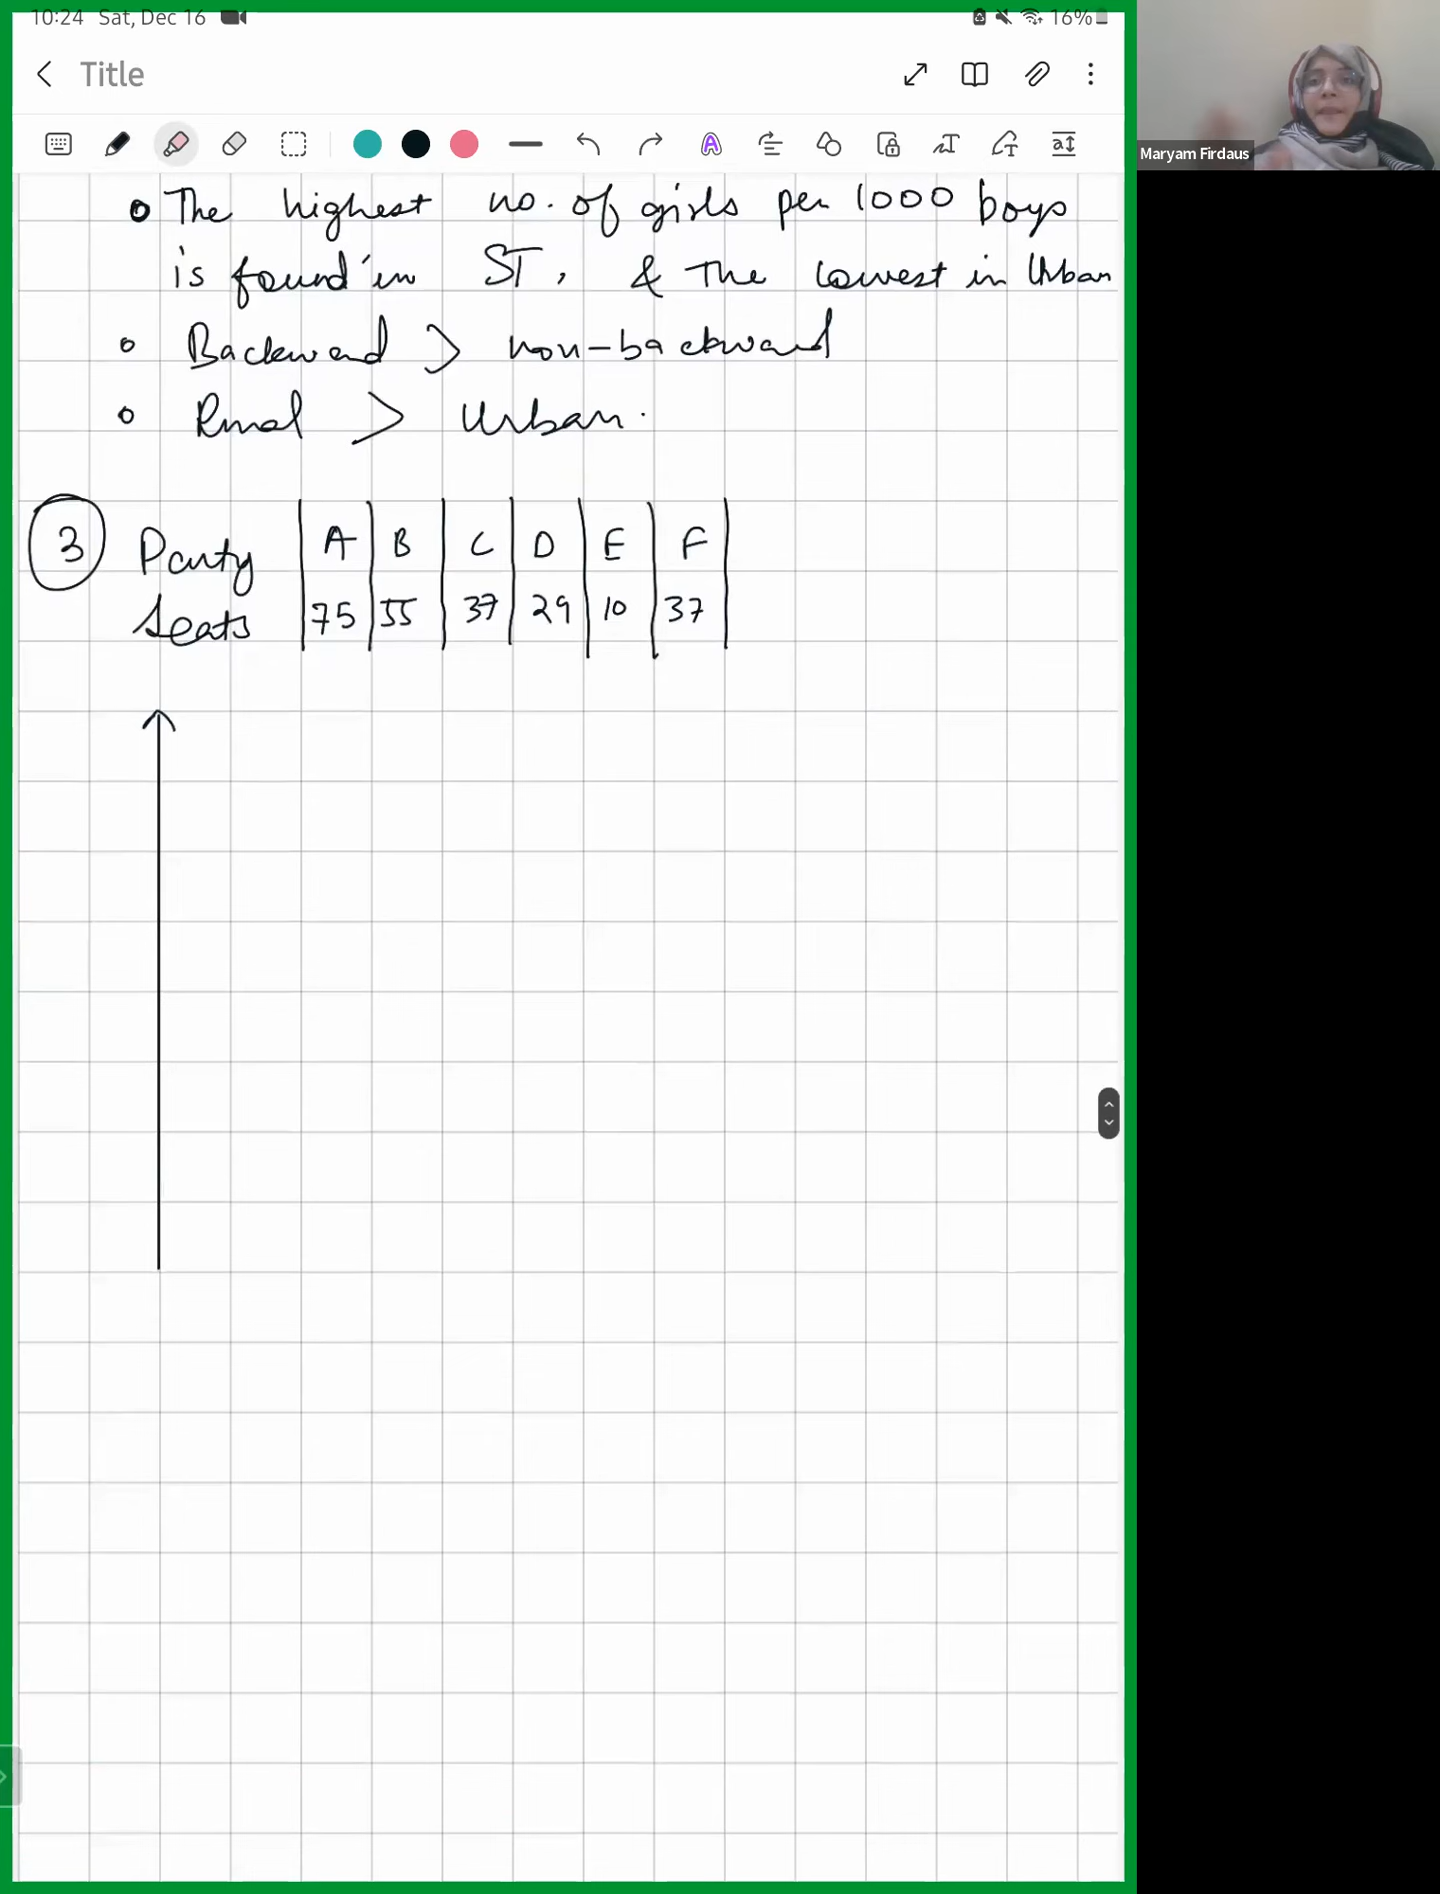 10:24 Sat, Dec 16
16%
Title
Maryam Firdaus
The highest no. of girls per 1000 boys
is found in ST, & The lowest in Urban
Backward > non-backward
Rural > Urban.
3 Party A B C D E F
Seats 75 55 37 29 10 37